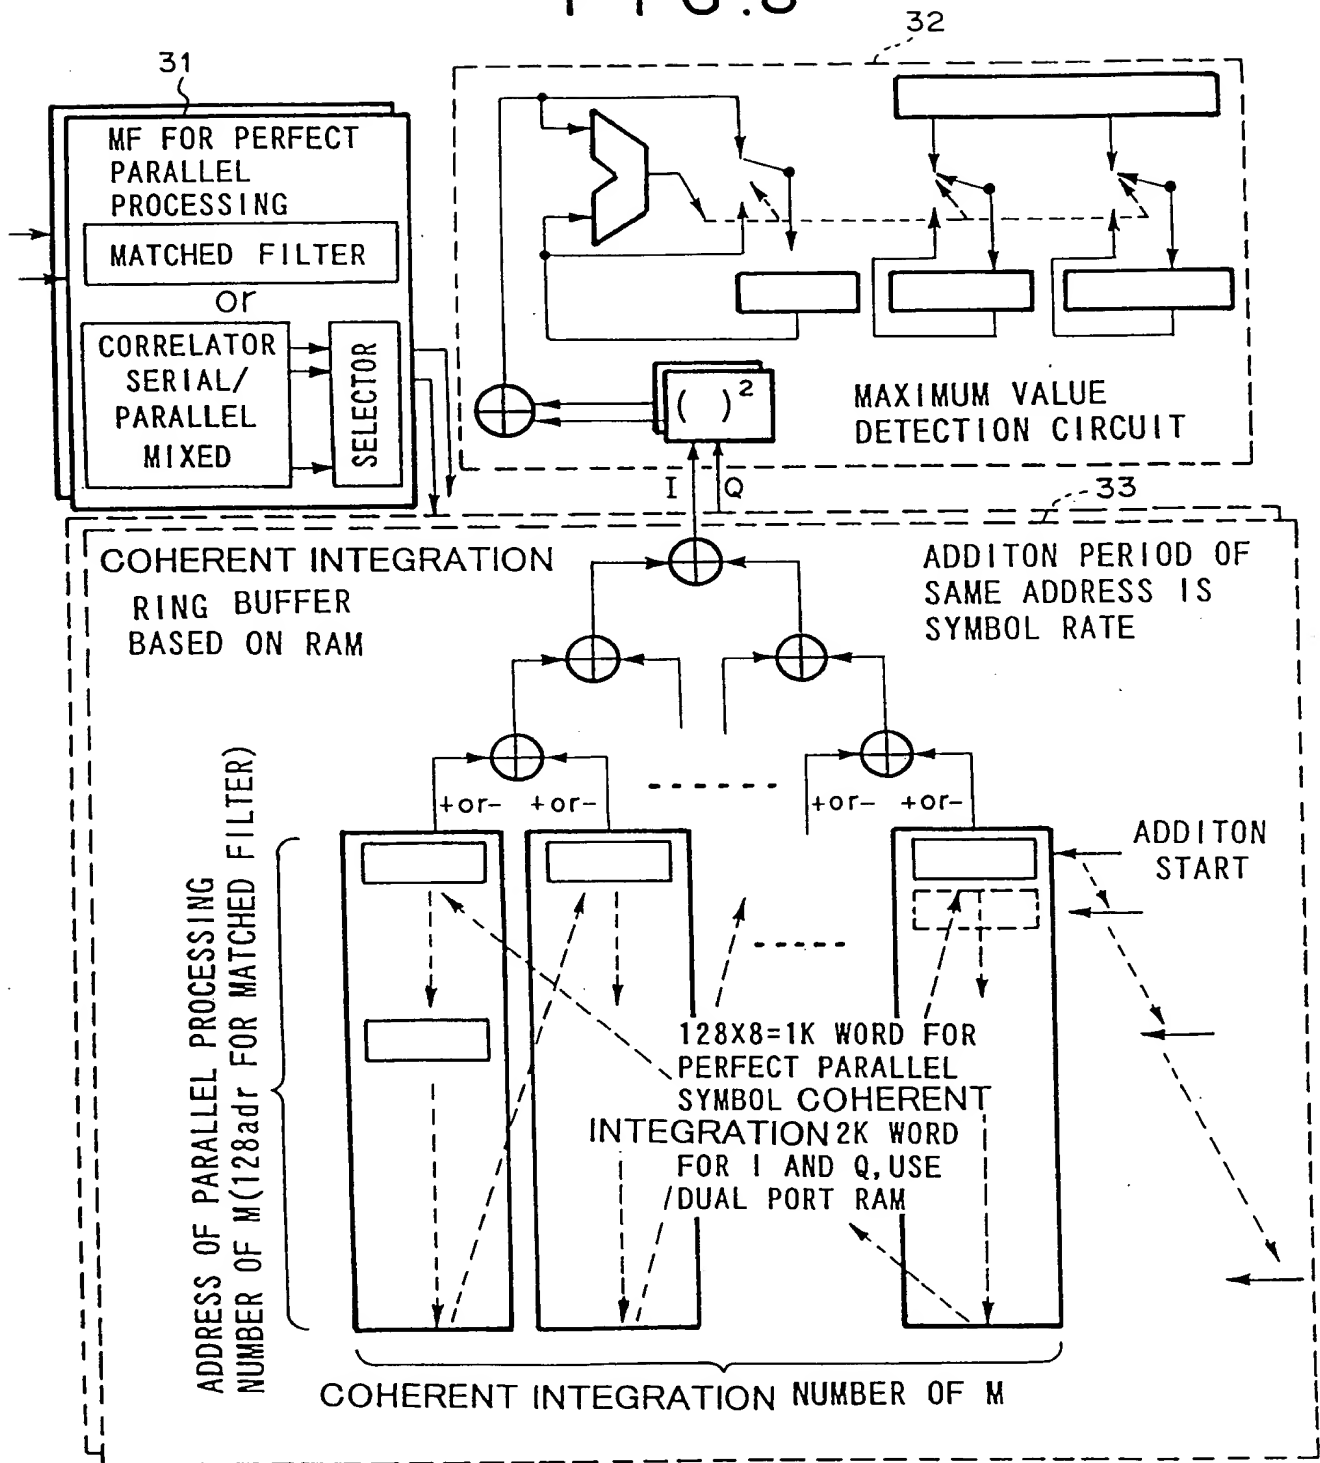 31
32
MF FOR PERFECT
PARALLEL
PROCESSING
MATCHED FILTER
or
CORRELATOR
SERIAL/
PARALLEL
MIXED
SELECTOR
( )2
MAXIMUM VALUE
DETECTION CIRCUIT
I Q
33
COHERENT INTEGRATION
RING BUFFER
BASED ON RAM
ADDITON PERIOD OF
SAME ADDRESS IS
SYMBOL RATE
+or- +or-
+or- +or-
ADDITON
START
ADDRESS OF PARALLEL PROCESSING
NUMBER OF M(128adr FOR MATCHED FILTER)
128X8=1K WORD FOR
PERFECT PARALLEL
SYMBOL COHERENT
INTEGRATION 2K WORD
FOR I AND Q,USE
DUAL PORT RAM
COHERENT INTEGRATION NUMBER OF M